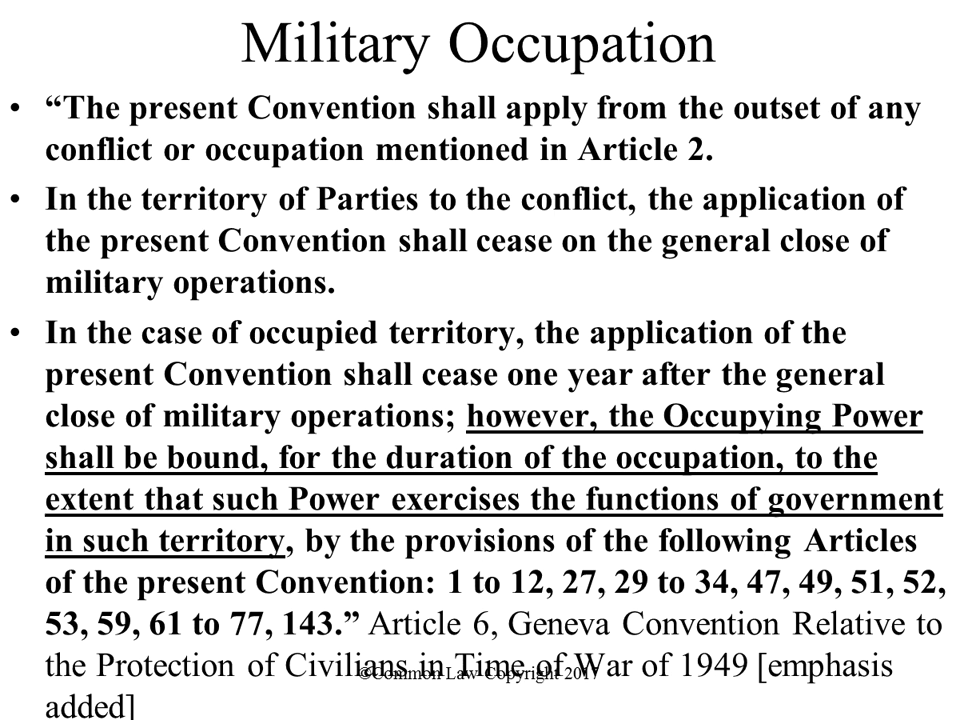 Military Occupation
• “The present Convention shall apply from the outset of any
conflict or occupation mentioned in Article 2.
• In the territory of Parties to the conflict, the application of
the present Convention shall cease on the general close of
military operations.
• In the case of occupied territory, the application of the
present Convention shall cease one year after the general
close of military operations; however, the Occupying Power
shall be bound, for the duration of the occupation, to the
extent that such Power exercises the functions of government
in such territory, by the provisions of the following Articles
of the present Convention: 1 to 12, 27, 29 to 34, 47, 49, 51, 52,
53, 59, 61 to 77, 143.” Article 6, Geneva Convention Relative to
the Protection of Civilians in Time of War of 1949 [emphasis
©Common Law Copyright 2017
added]